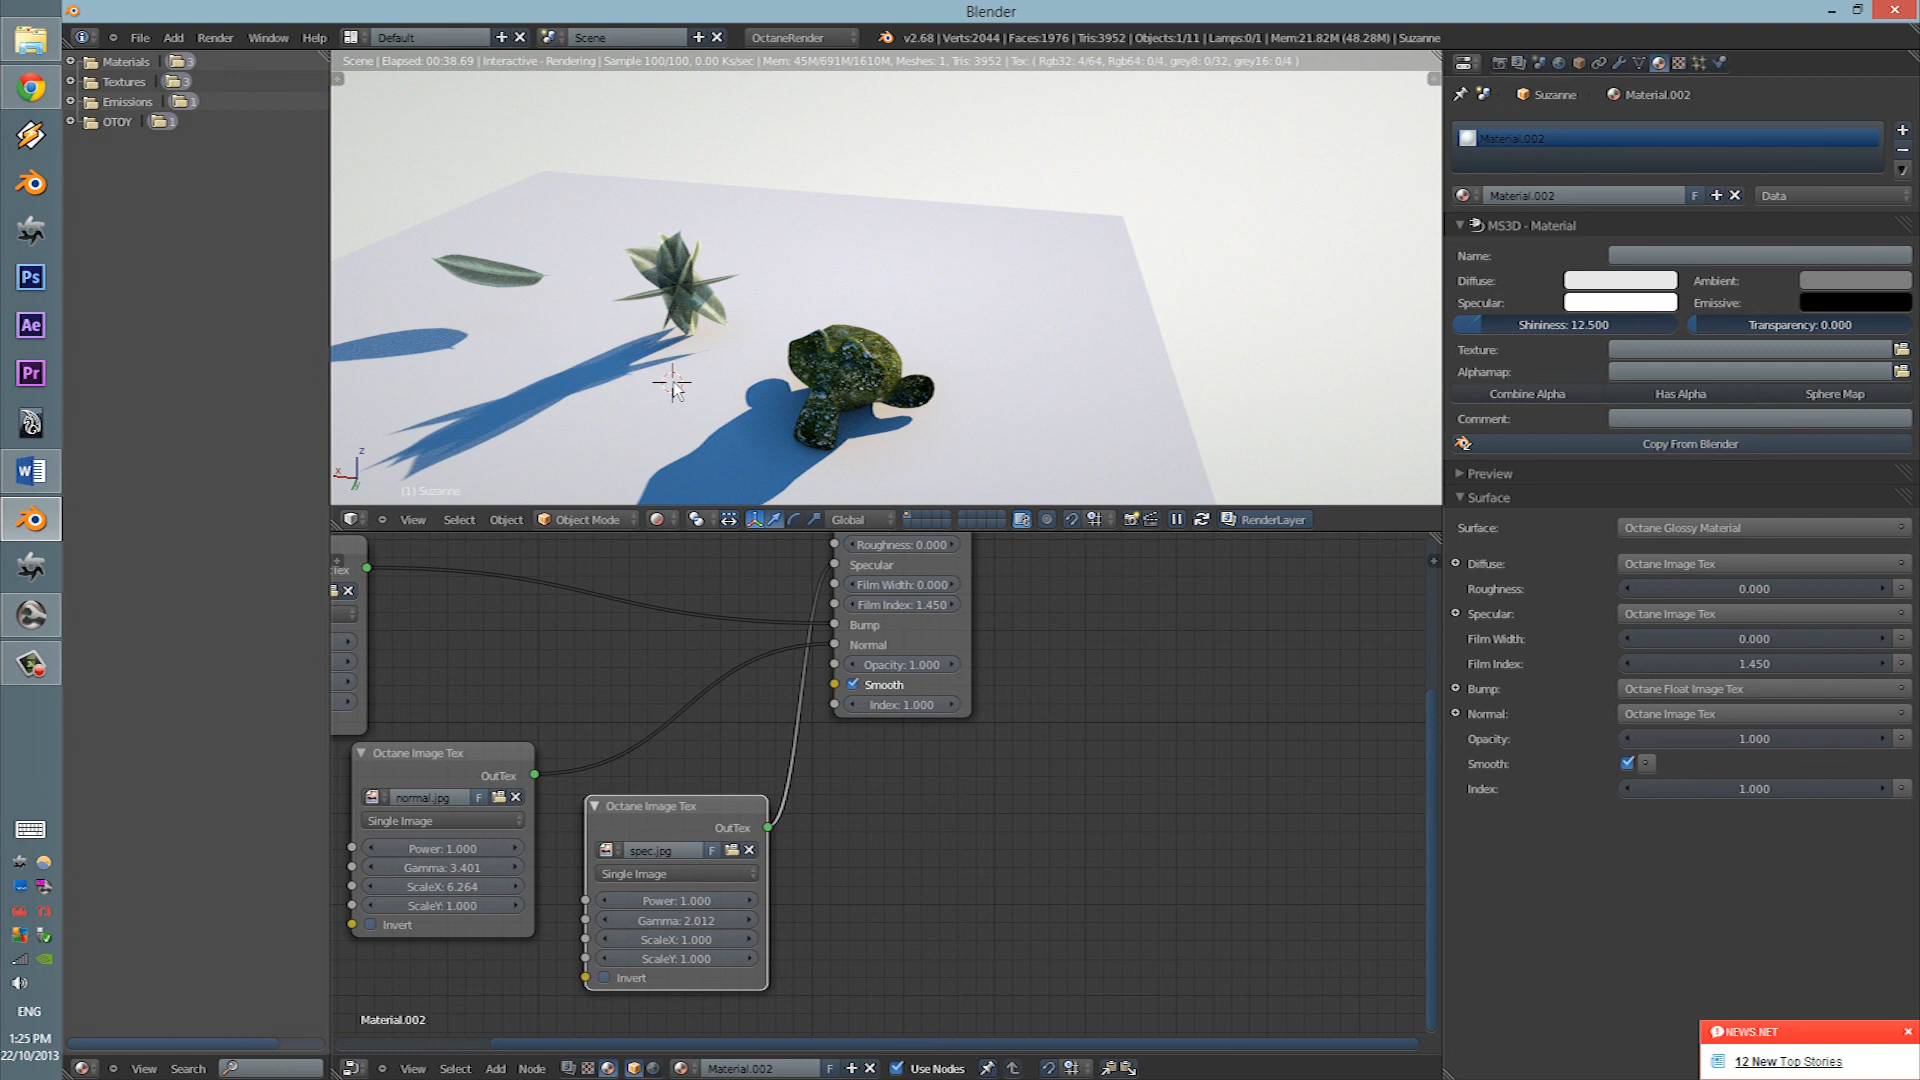 Blender
File Add Render Window Help Default Scene OctaneRender v2.68 | Verts:2044 | Faces:1976 | Tris:3952 | Objects:1/11 | Lamps:0/1 | Mem:21.82M (48.28M) | Suzanne
Materials 3
Textures 3
Emissions 1
OTOY 1
Scene | Elapsed: 00:38.69 | Interactive - Rendering | Sample 100/100, 0.00 Ks/sec | Mem: 45M/691M/1610M, Meshes: 1, Tris: 3952 | Tex: ( Rgb32: 4/64, Rgb64: 0/4, grey8: 0/32, grey16: 0/4 )
z
x
y
(1) Suzanne
View Select Object Object Mode Global RenderLayer
Roughness: 0.000
Specular
Film Width: 0.000
Film Index: 1.450
Bump
Normal
Opacity: 1.000
Smooth
Index: 1.000
Octane Image Tex
OutTex
normal.jpg F
Single Image
Power: 1.000
Gamma: 3.401
ScaleX: 6.264
ScaleY: 1.000
Invert
Octane Image Tex
OutTex
spec.jpg F
Single Image
Power: 1.000
Gamma: 2.012
ScaleX: 1.000
ScaleY: 1.000
Invert
Material.002
View Search
View Select Add Node Material.002 F Use Nodes
Suzanne Material.002
Material.002
Material.002 F Data
MS3D - Material
Name:
Diffuse: Ambient:
Specular: Emissive:
Shininess: 12.500 Transparency: 0.000
Texture:
Alphamap:
Combine Alpha Has Alpha Sphere Map
Comment:
Copy From Blender
Preview
Surface
Surface: Octane Glossy Material
Diffuse: Octane Image Tex
Roughness: 0.000
Specular: Octane Image Tex
Film Width: 0.000
Film Index: 1.450
Bump: Octane Float Image Tex
Normal: Octane Image Tex
Opacity: 1.000
Smooth:
Index: 1.000
NEWS.NET
12 New Top Stories
Ps
Ae
Pr
W
ENG
1:25 PM
22/10/2013